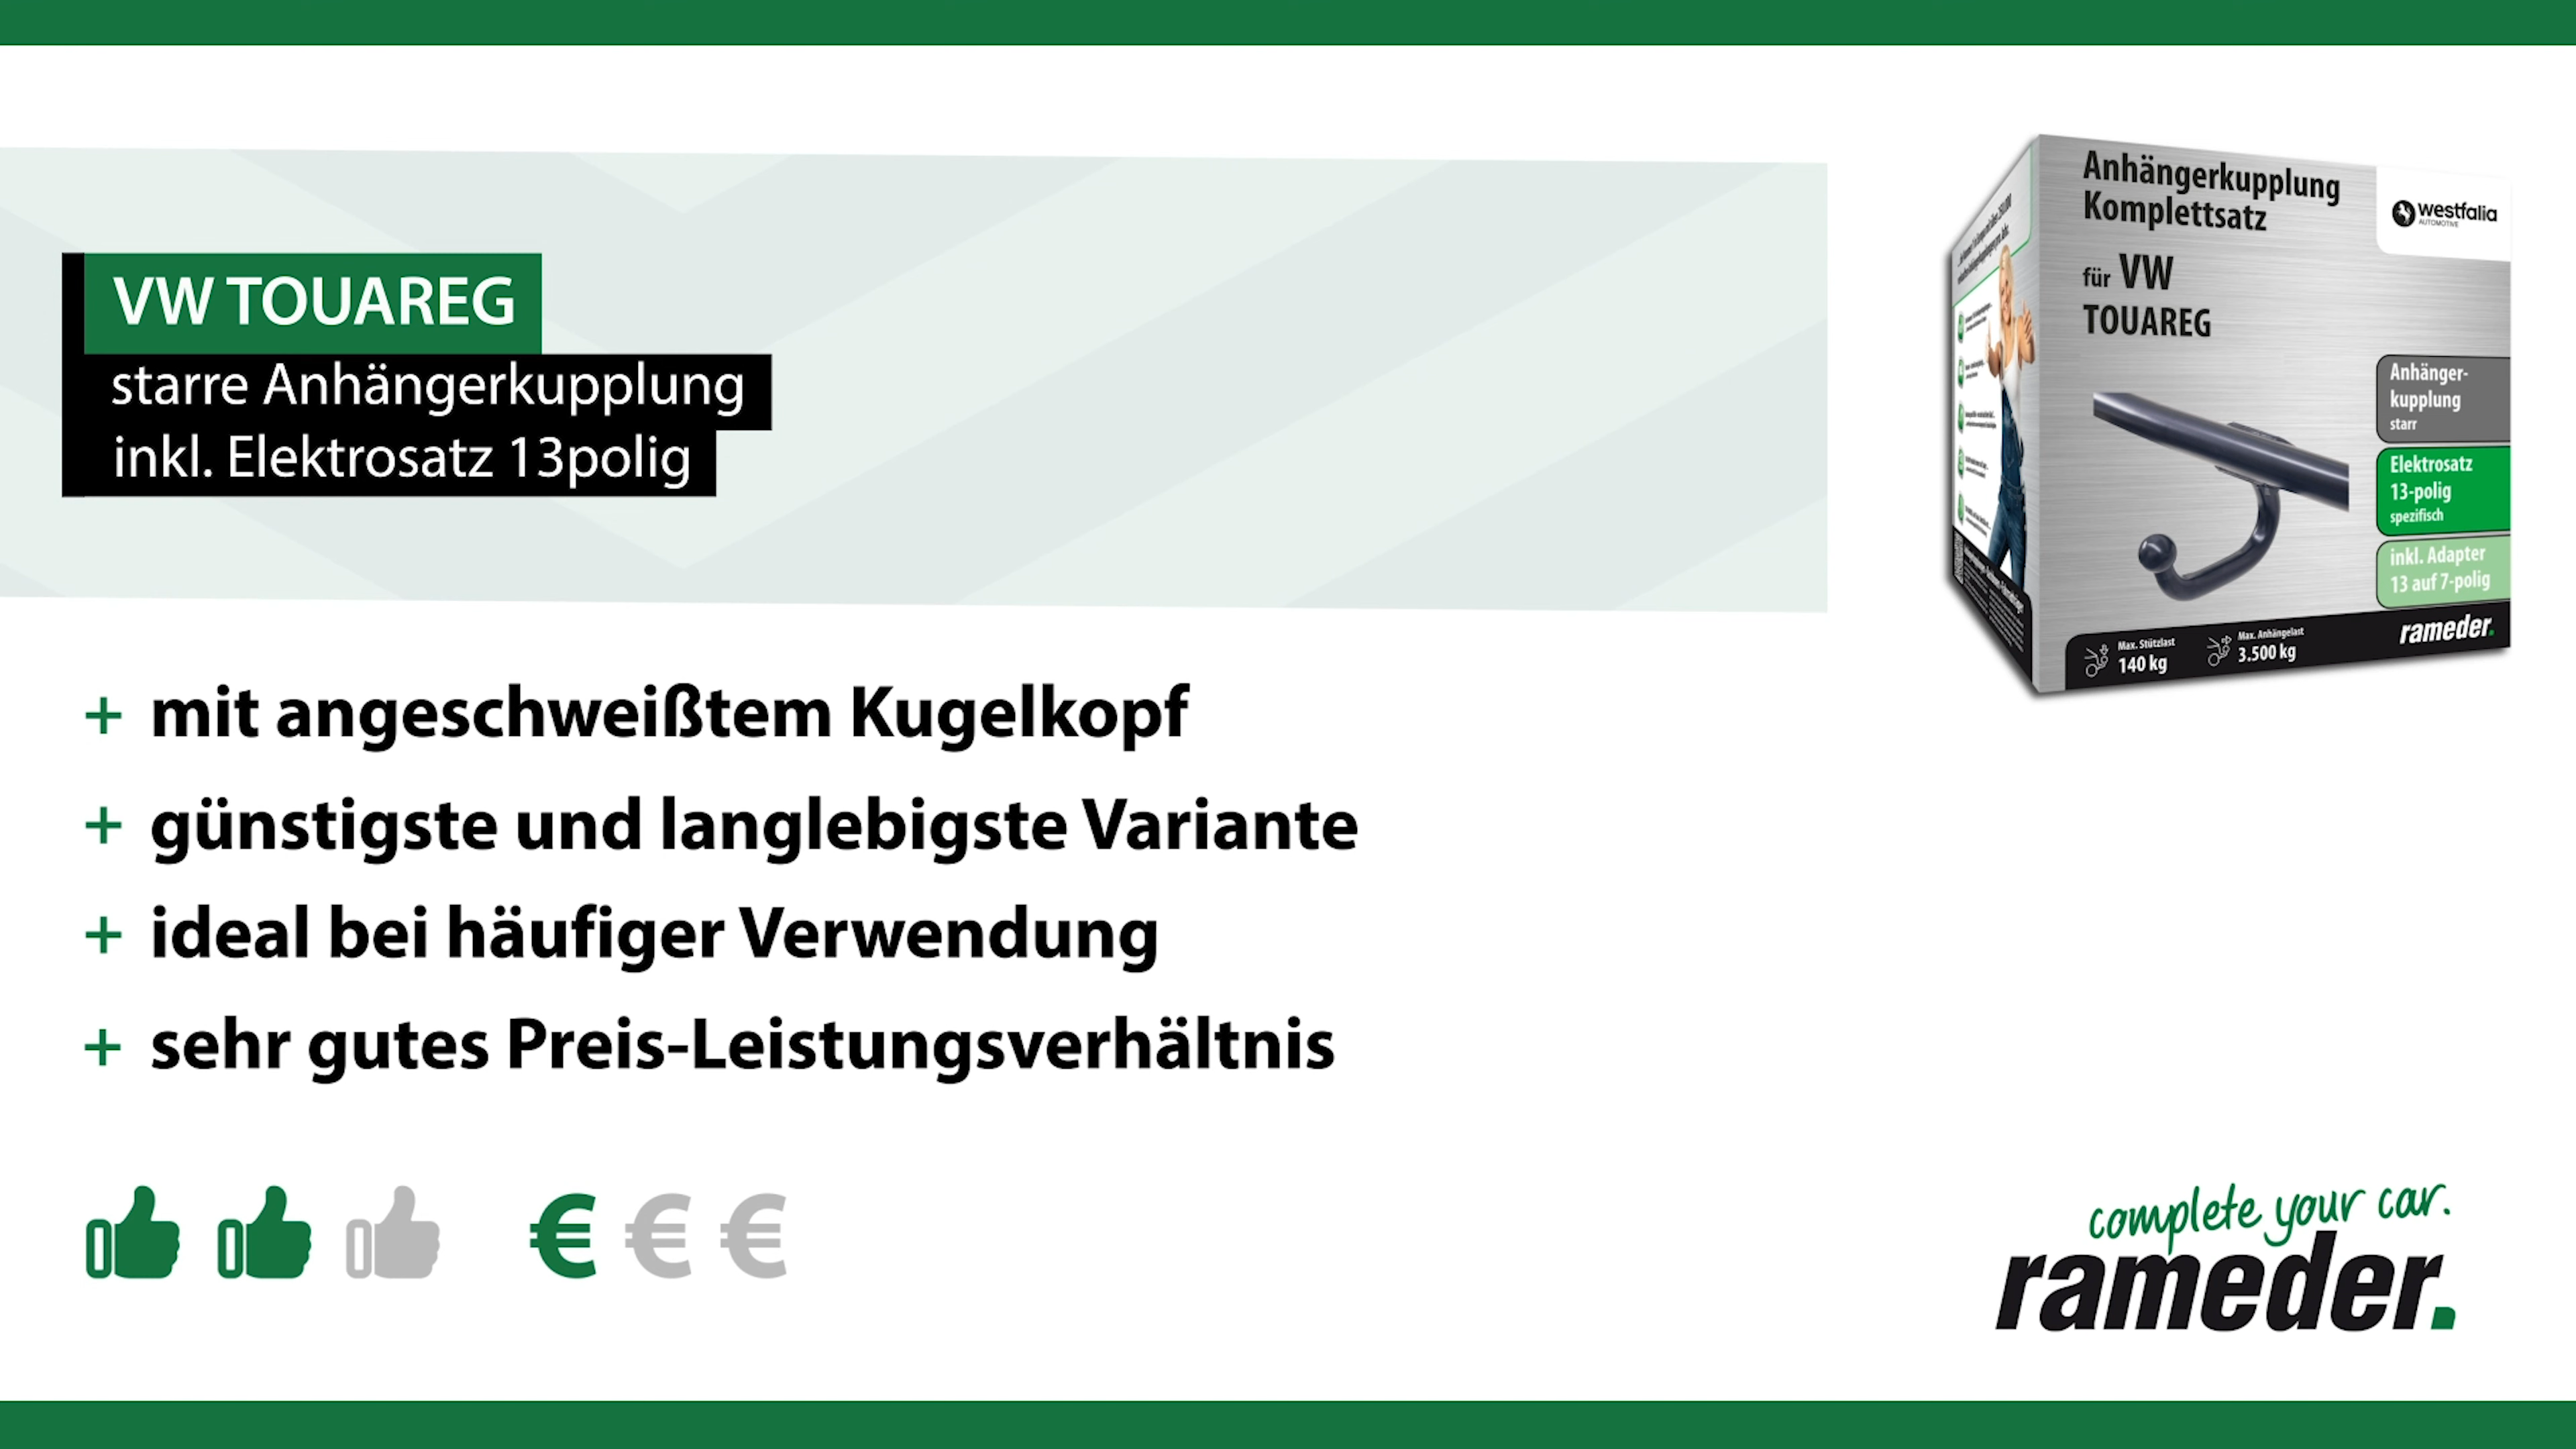 VW TOUAREG
starre Anhängerkupplung
inkl. Elektrosatz 13polig
+ mit angeschweißtem Kugelkopf
+ günstigste und langlebigste Variante
+ ideal bei häufiger Verwendung
+ sehr gutes Preis-Leistungsverhältnis
€ € €
Anhängerkupplung
Komplettsatz
für VW
TOUAREG
westfalia
AUTOMOTIVE
Anhänger-
kupplung
starr
Elektrosatz
13-polig
spezifisch
inkl. Adapter
13 auf 7-polig
Max. Stützlast
140 kg
Max. Anhängelast
3.500 kg
rameder.
complete your car.
rameder.